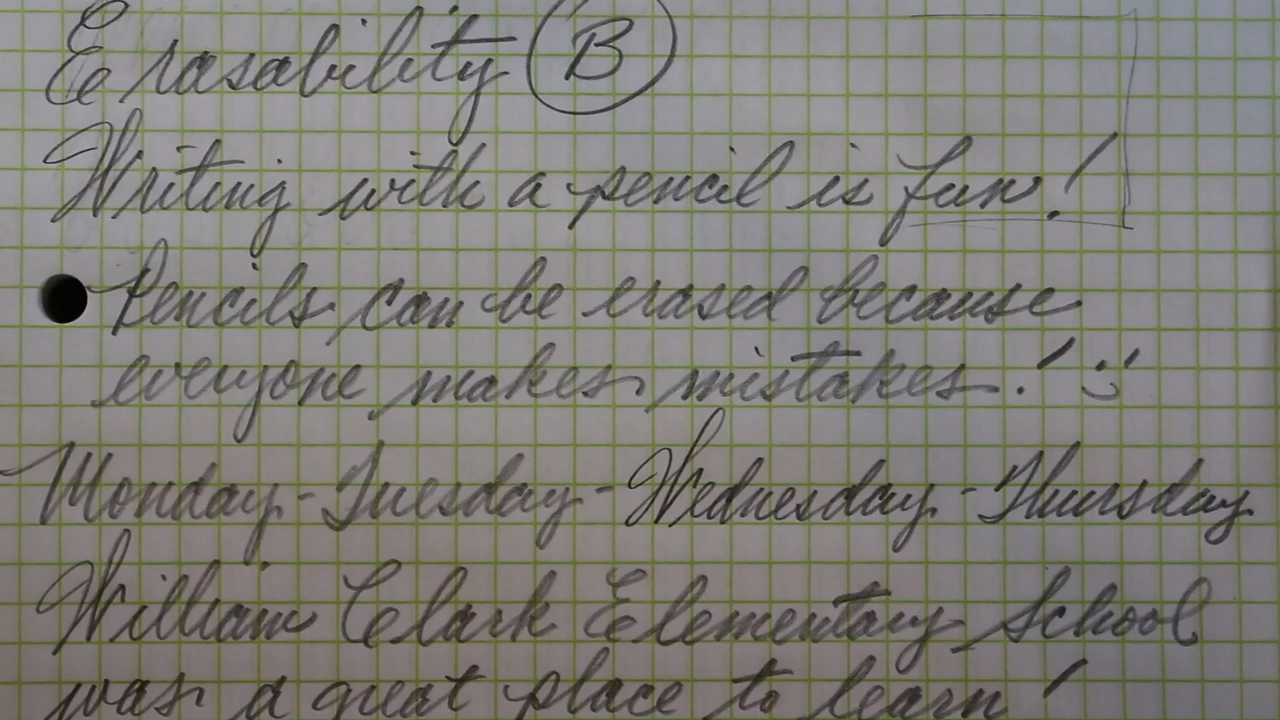 Erasability B
Writing with a pencil is fun!
Pencils can be erased because
everyone makes mistakes! :)
Monday - Tuesday - Wednesday - Thursday
William Clark Elementary School
was a great place to learn!